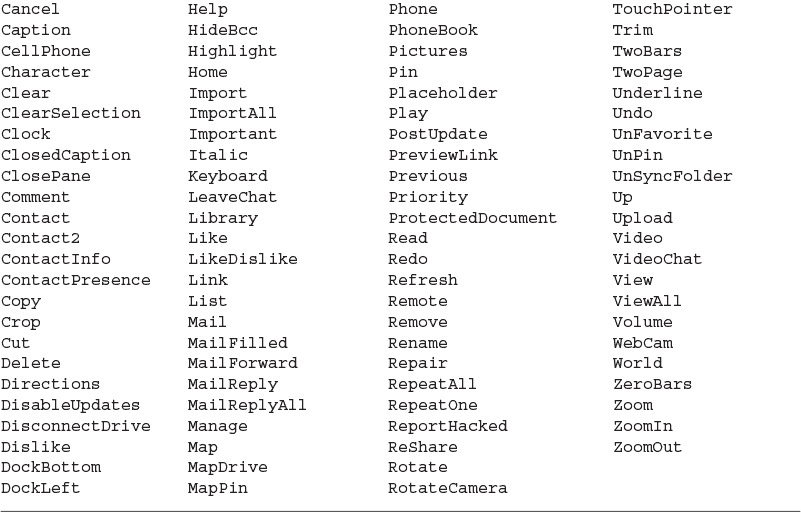 Cancel Help Phone TouchPointer
Caption HideBcc PhoneBook Trim
CellPhone Highlight Pictures TwoBars
Character Home Pin TwoPage
Clear Import Placeholder Underline
ClearSelection ImportAll Play Undo
Clock Important PostUpdate UnFavorite
ClosedCaption Italic PreviewLink UnPin
ClosePane Keyboard Previous UnSyncFolder
Comment LeaveChat Priority Up
Contact Library ProtectedDocument Upload
Contact2 Like Read Video
ContactInfo LikeDislike Redo VideoChat
ContactPresence Link Refresh View
Copy List Remote ViewAll
Crop Mail Remove Volume
Cut MailFilled Rename WebCam
Delete MailForward Repair World
Directions MailReply RepeatAll ZeroBars
DisableUpdates MailReplyAll RepeatOne Zoom
DisconnectDrive Manage ReportHacked ZoomIn
Dislike Map ReShare ZoomOut
DockBottom MapDrive Rotate
DockLeft MapPin RotateCamera